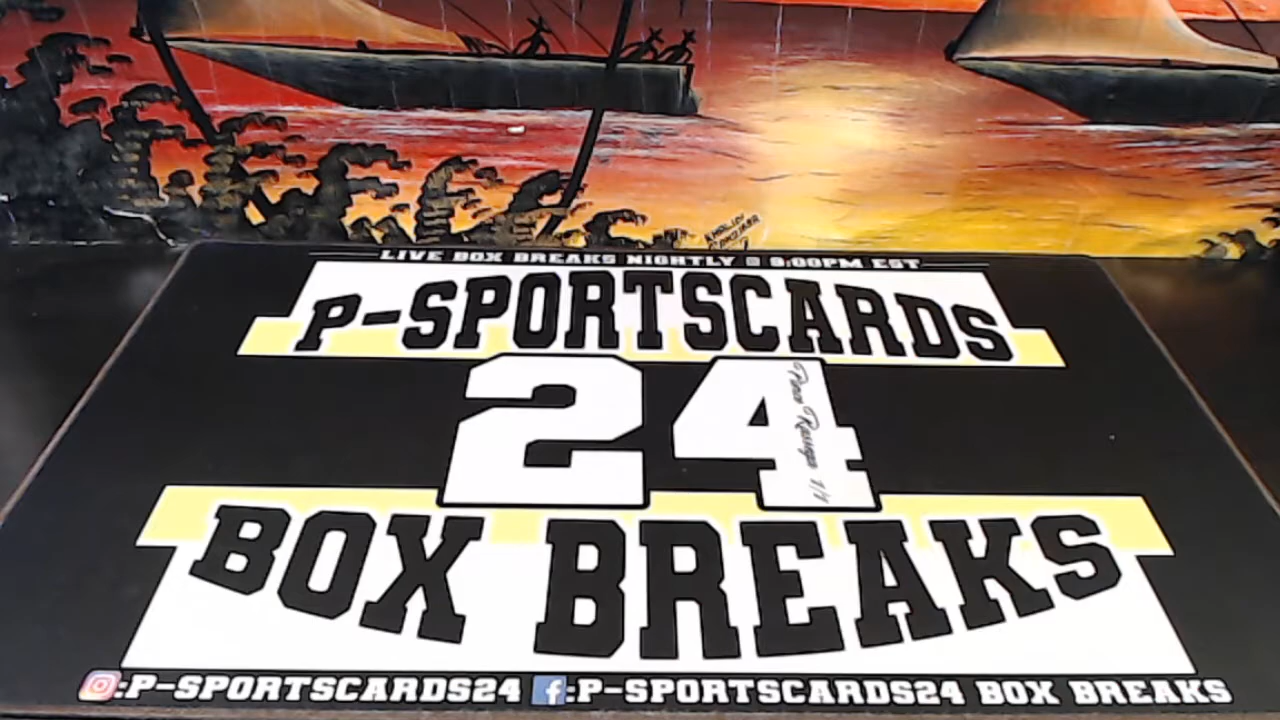 LIVE BOX BREAKS NIGHTLY @ 9:00PM EST
P-SPORTSCARDS
24
BOX BREAKS
:P-SPORTSCARDS24
:P-SPORTSCARDS24 BOX BREAKS